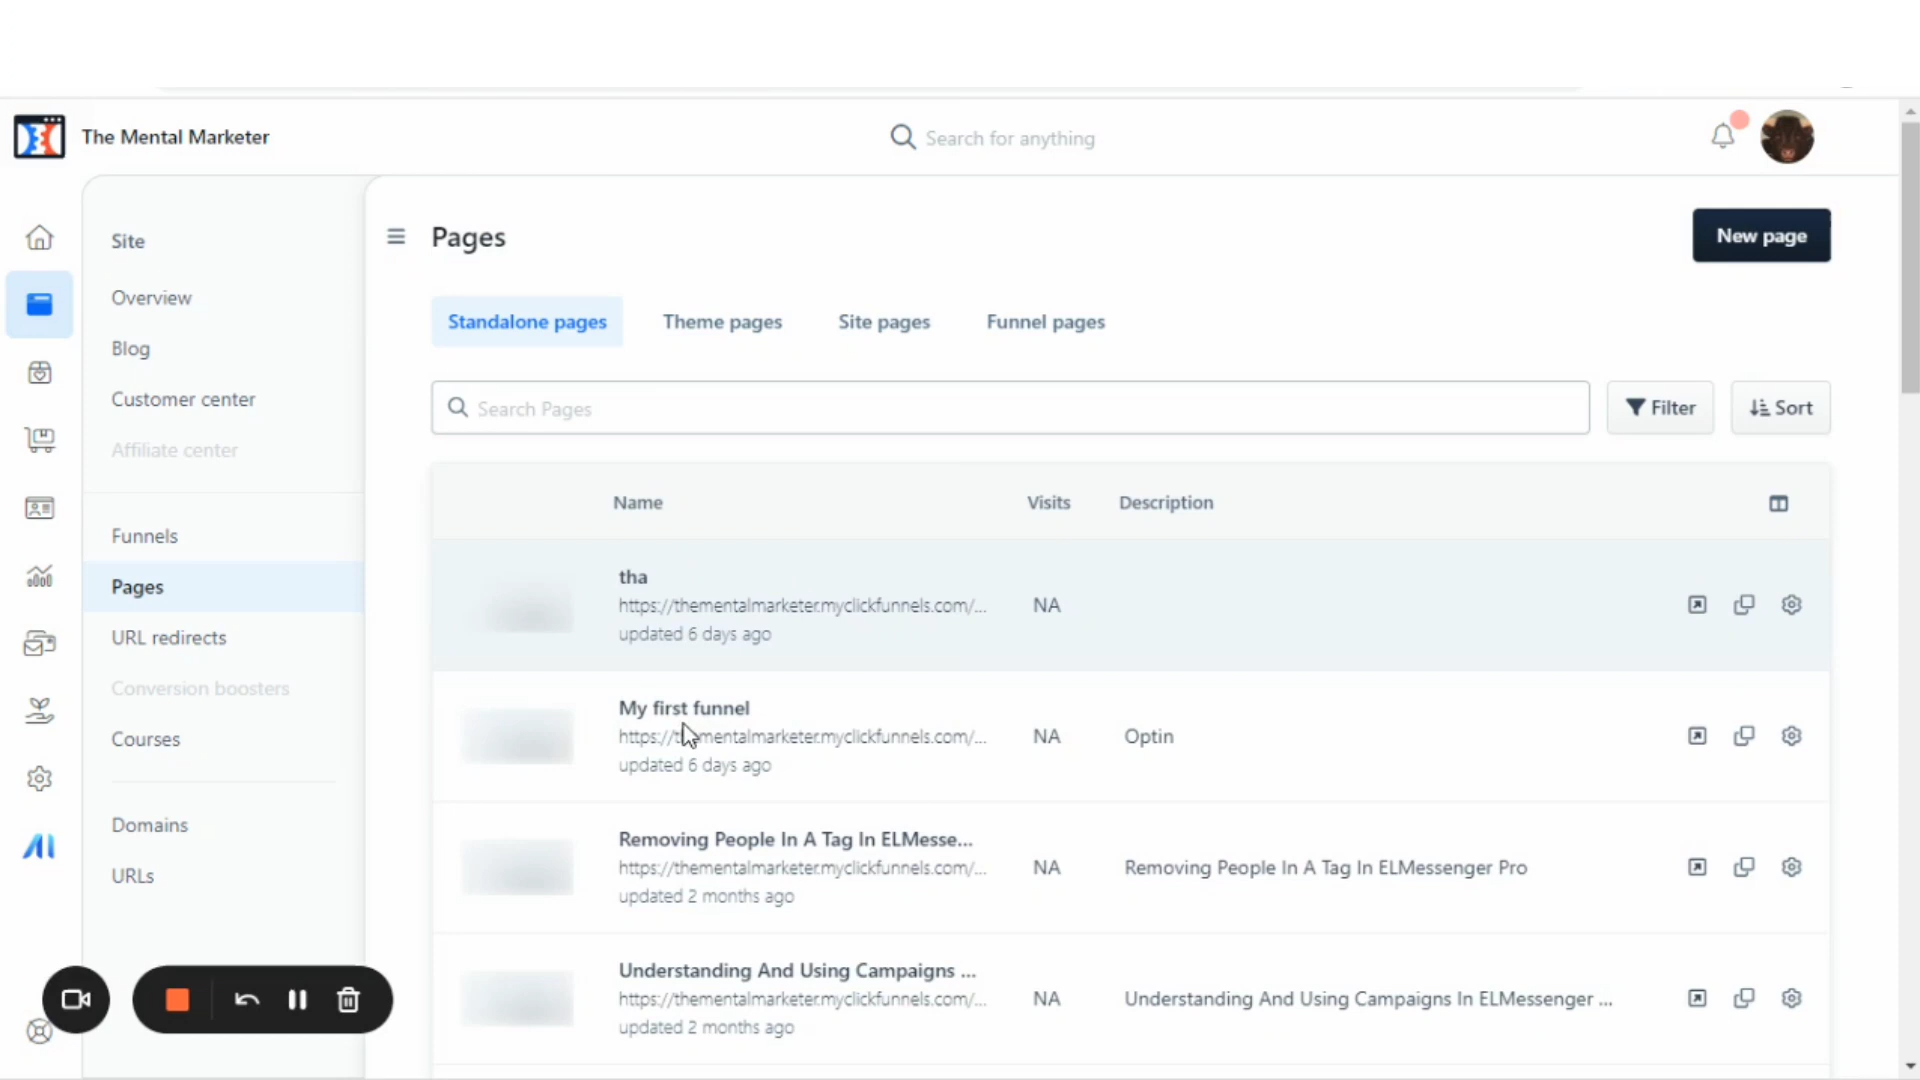 The Mental Marketer
Search for anything
Site
Overview
Blog
Customer center
Affiliate center
Funnels
Pages
URL redirects
Conversion boosters
Courses
Domains
URLs
Pages
New page
Standalone pages
Theme pages
Site pages
Funnel pages
Search Pages
Filter
Sort
Name
Visits
Description
tha
https://thementalmarketer.myclickfunnels.com/...
updated 6 days ago
NA
My first funnel
https://thementalmarketer.myclickfunnels.com/...
updated 6 days ago
NA
Optin
Removing People In A Tag In ELMesse...
https://thementalmarketer.myclickfunnels.com/...
updated 2 months ago
NA
Removing People In A Tag In ELMessenger Pro
Understanding And Using Campaigns ...
https://thementalmarketer.myclickfunnels.com/...
updated 2 months ago
NA
Understanding And Using Campaigns In ELMessenger ...